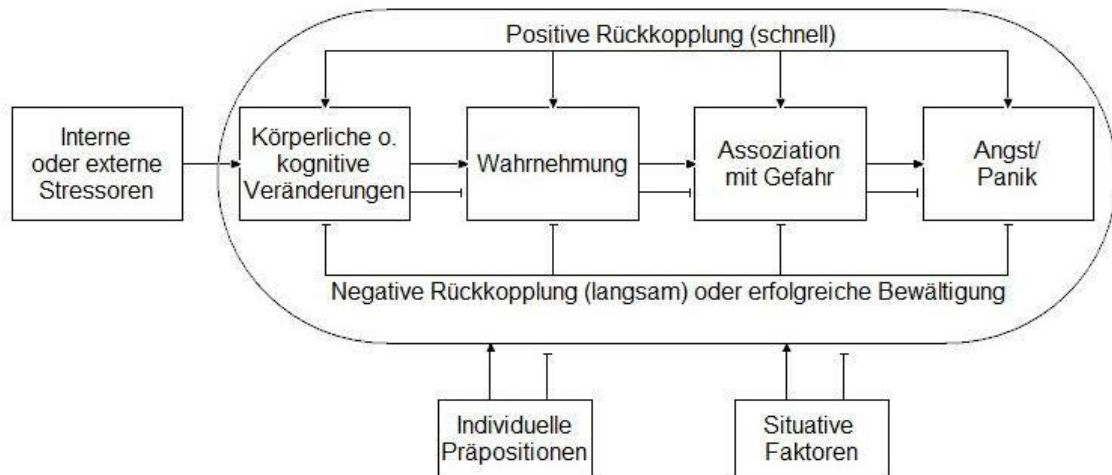 Positive Rückkopplung (schnell)
Interne
oder externe
Stressoren
Körperliche o.
kognitive
Veränderungen
Wahrnehmung
Assoziation
mit Gefahr
Angst/
Panik
Negative Rückkopplung (langsam) oder erfolgreiche Bewältigung
Individuelle
Präpositionen
Situative
Faktoren